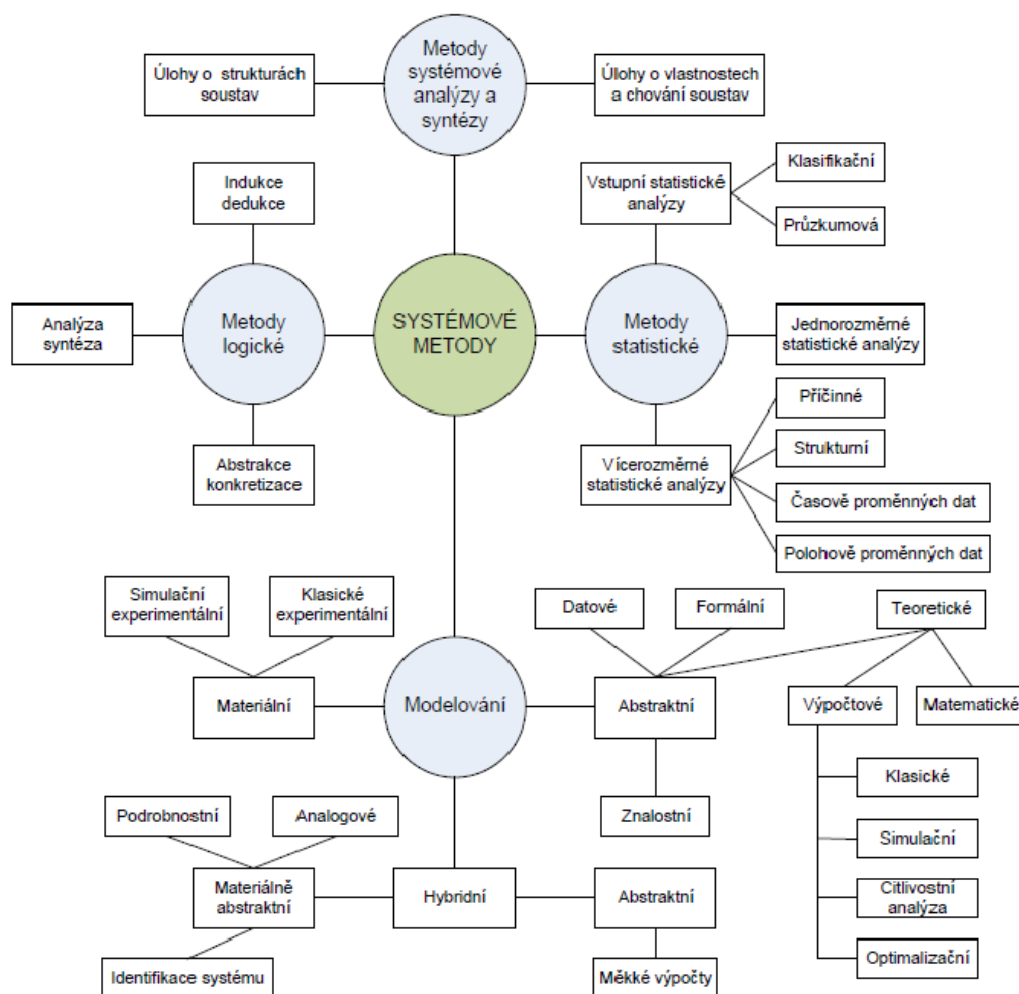 Metody
systémové
analýzy a
syntézy
Úlohy o strukturách
soustav
Úllohy o vlastnostech
a chování soustav
Indukce
dedukce
Vstupní statistické
analýzy
Klasifikační
Průzkumová
Analýza
syntéza
Metody
logické
SYSTÉMOVÉ
METODY
Metody
statistické
Jednorozměrné
statistické analýzy
Abstrakce
konkretizace
Vícerozměrné
statistické analýzy
Příčinné
Strukturní
Časově proměnných dat
Polohově proměnných dat
Simulační
experimentální
Klasické
experimentální
Datové
Formální
Teoretické
Materiální
Modelování
Abstraktní
Výpočtové
Matematické
Klasické
Podrobnostní
Analogové
Znalostní
Simulační
Materiálně
abstraktní
Hybridní
Abstraktní
Citlivostní
analýza
Optimalizační
Identifikace systému
Měkké výpočty